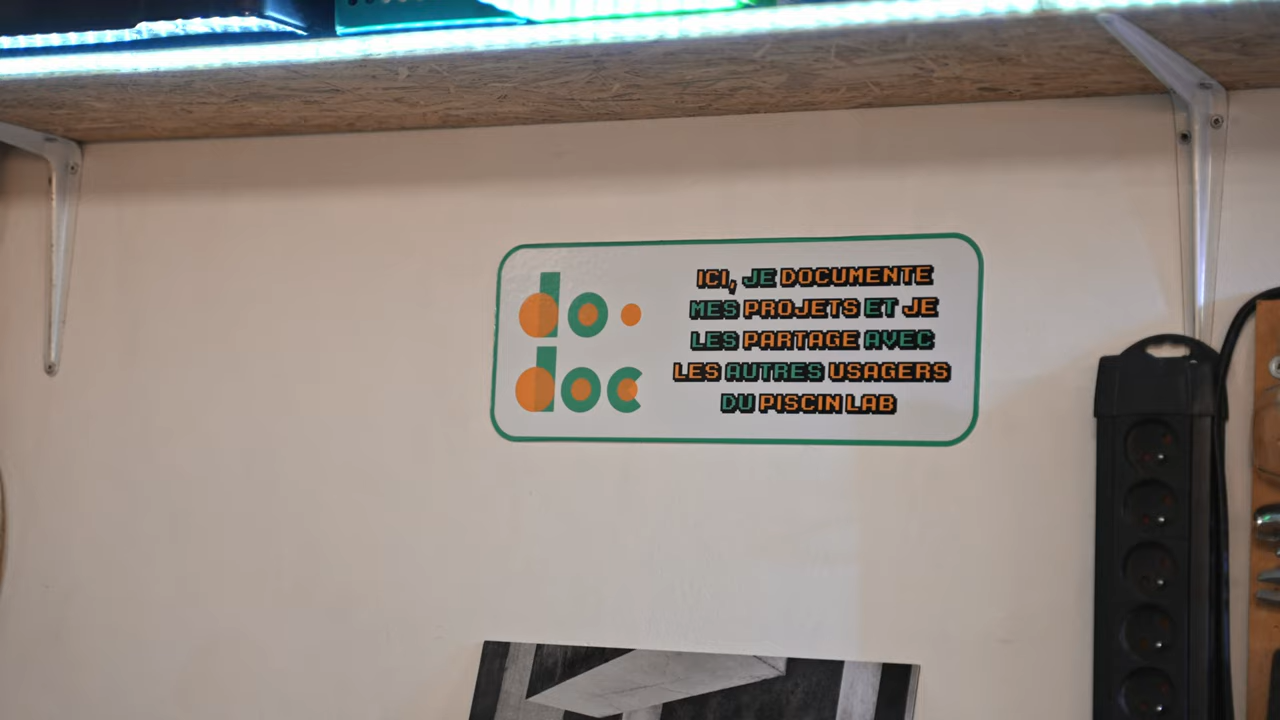 do•
doc
ICI, JE DOCUMENTE
MES PROJETS ET JE
LES PARTAGE AVEC
LES AUTRES USAGERS
DU PISCIN LAB